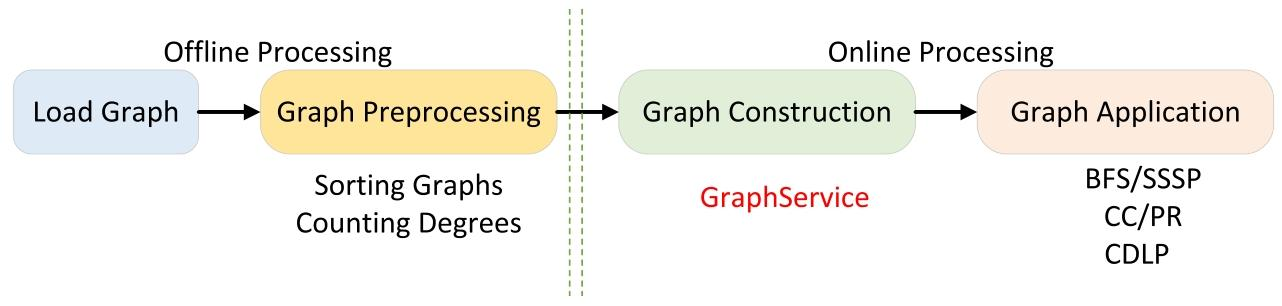 Offline Processing
Online Processing
Load Graph
Graph Preprocessing
Graph Construction
Graph Application
Sorting Graphs
Counting Degrees
GraphService
BFS/SSSP
CC/PR
CDLP